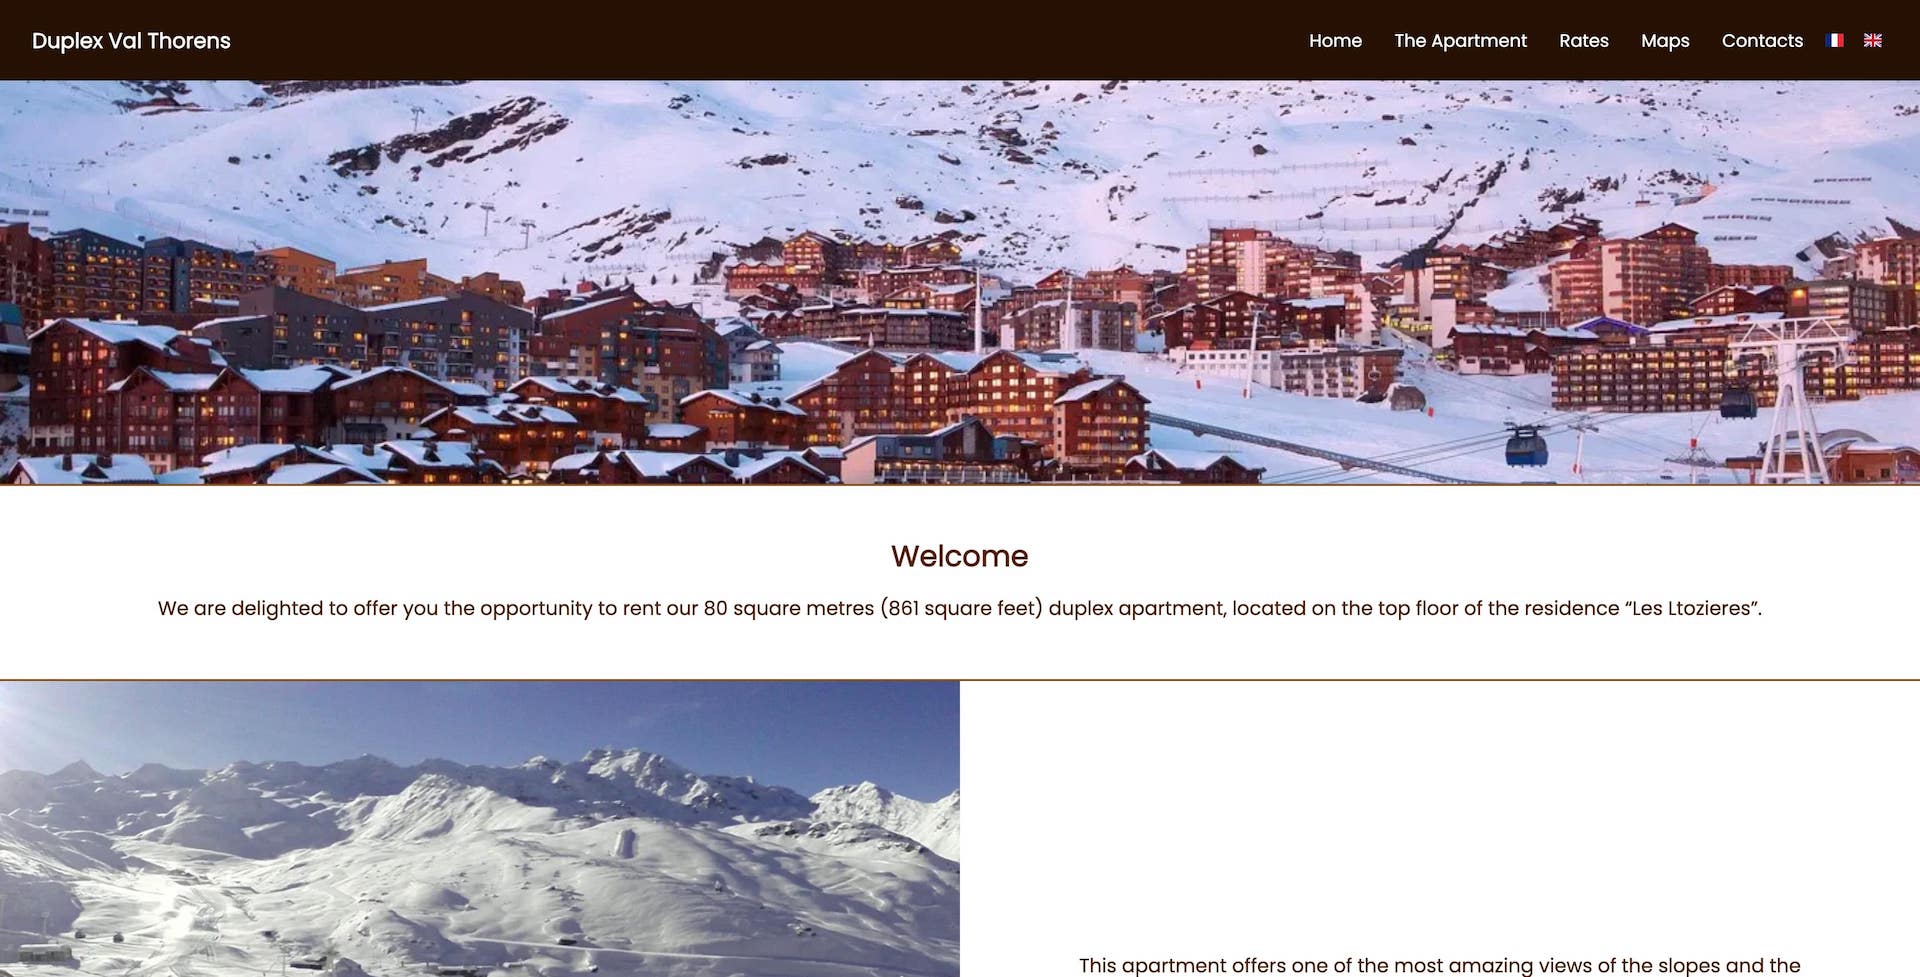 Duplex Val Thorens
Home The Apartment Rates Maps Contacts
Welcome
We are delighted to offer you the opportunity to rent our 80 square metres (861 square feet) duplex apartment, located on the top floor of the residence “Les Ltozieres”.
This apartment offers one of the most amazing views of the slopes and the